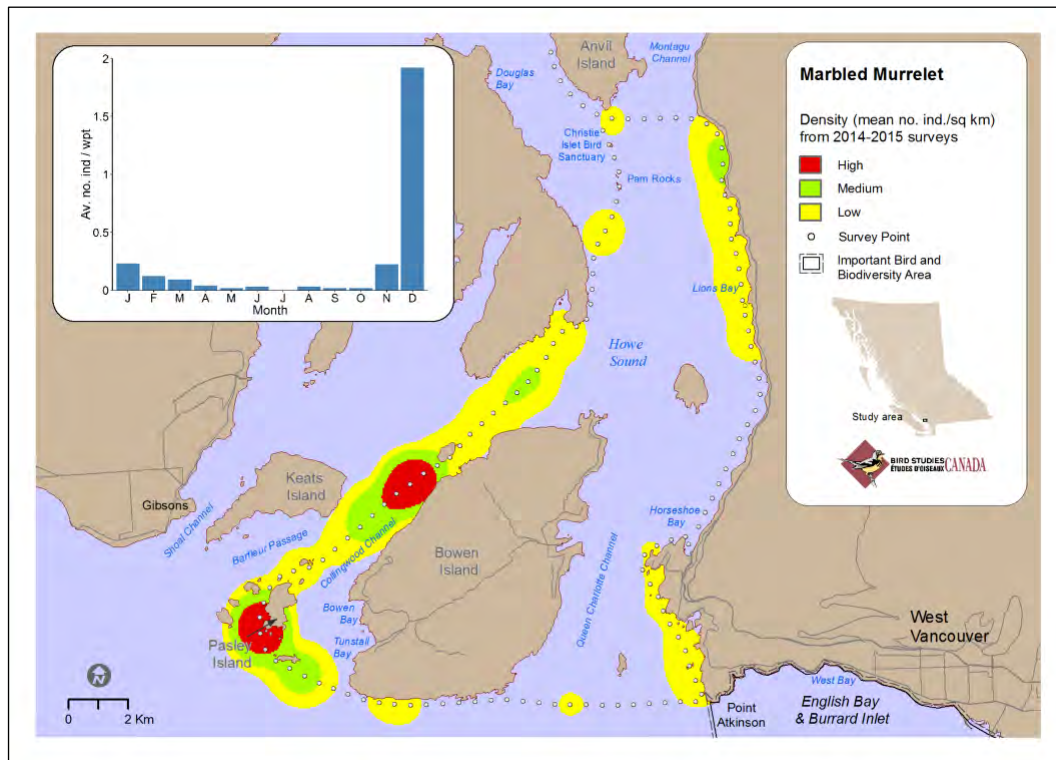 2
1.5
1
0.5
0
Av. no. ind / wpt
J F M A M J J A S O N D
Month
Anvil
Island
Montagu
Channel
Douglas
Bay
Christie
Islet Bird
Sanctuary
Pam Rocks
Lions Bay
Howe
Sound
Keats
Island
Gibsons
Shoal Channel
Barfleur Passage
Collingwood Channel
Horseshoe
Bay
Bowen
Island
Queen Charlotte Channel
Bowen
Bay
Tunstall
Bay
Pasley
Island
West
Vancouver
West Bay
English Bay
& Burrard Inlet
Point
Atkinson
N
0 2 Km
Marbled Murrelet
Density (mean no. ind./sq km)
from 2014-2015 surveys
High
Medium
Low
Survey Point
Important Bird and
Biodiversity Area
Study area
BIRD STUDIES
ÉTUDES D'OISEAUX CANADA